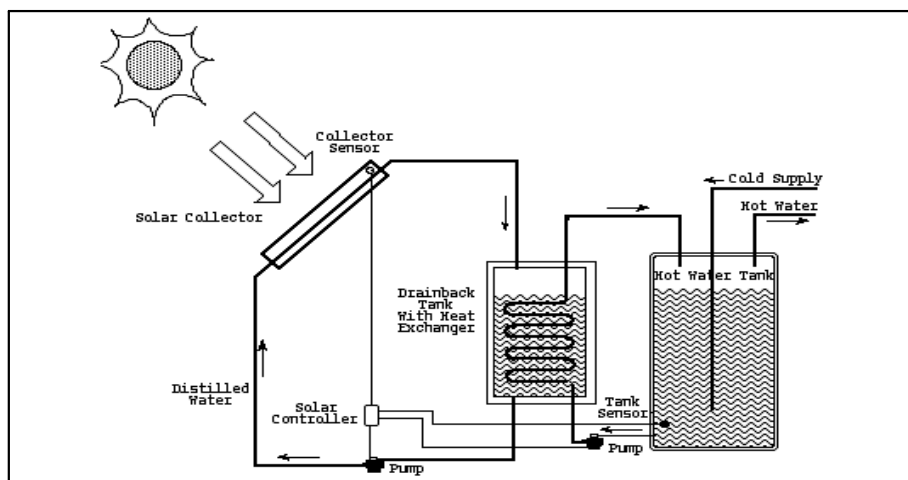 Collector
Sensor
Solar Collector
Cold Supply
Hot Water
Hot Water Tank
Drainback
Tank
With Heat
Exchanger
Distilled
Water
Solar
Controller
Tank
Sensor
Pump
Pump